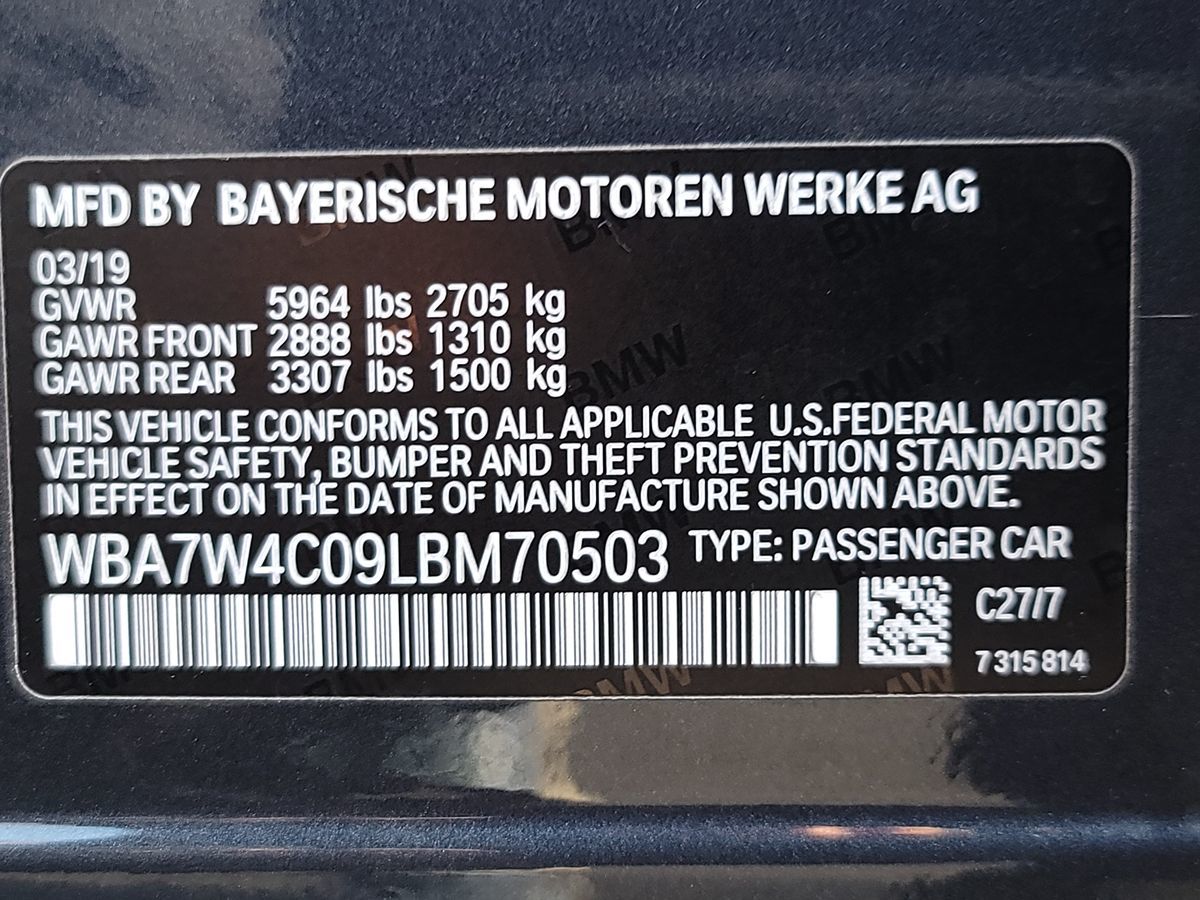 MFD BY BAYERISCHE MOTOREN WERKE AG
03/19
GVWR 5964 lbs 2705 kg
GAWR FRONT 2888 lbs 1310 kg
GAWR REAR 3307 lbs 1500 kg
THIS VEHICLE CONFORMS TO ALL APPLICABLE U.S.FEDERAL MOTOR
VEHICLE SAFETY, BUMPER AND THEFT PREVENTION STANDARDS
IN EFFECT ON THE DATE OF MANUFACTURE SHOWN ABOVE.
WBA7W4C09LBM70503 TYPE: PASSENGER CAR
C27/7
7 315 814